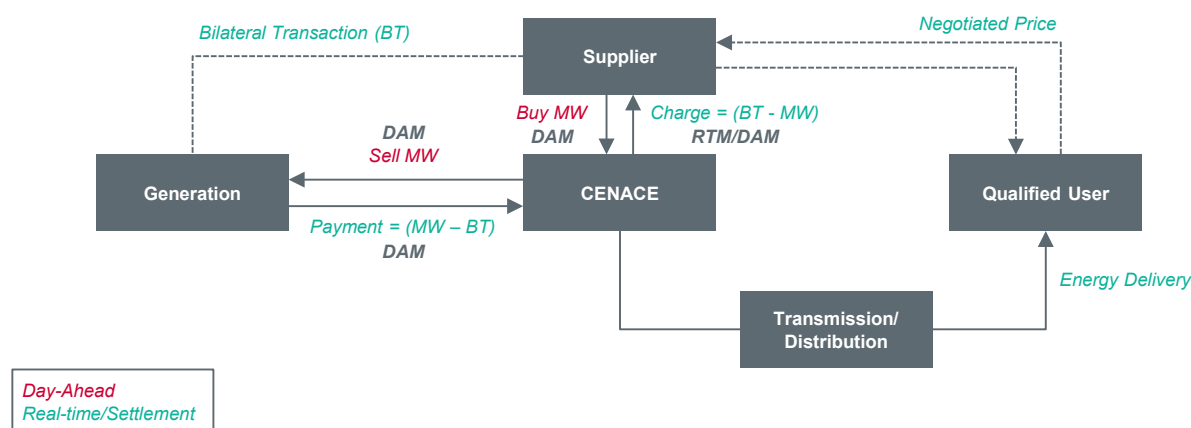 Bilateral Transaction (BT)
Negotiated Price
Supplier
Buy MW
DAM
Charge = (BT - MW)
RTM/DAM
DAM
Sell MW
Generation
CENACE
Qualified User
Payment = (MW – BT)
DAM
Energy Delivery
Transmission/
Distribution
Day-Ahead
Real-time/Settlement